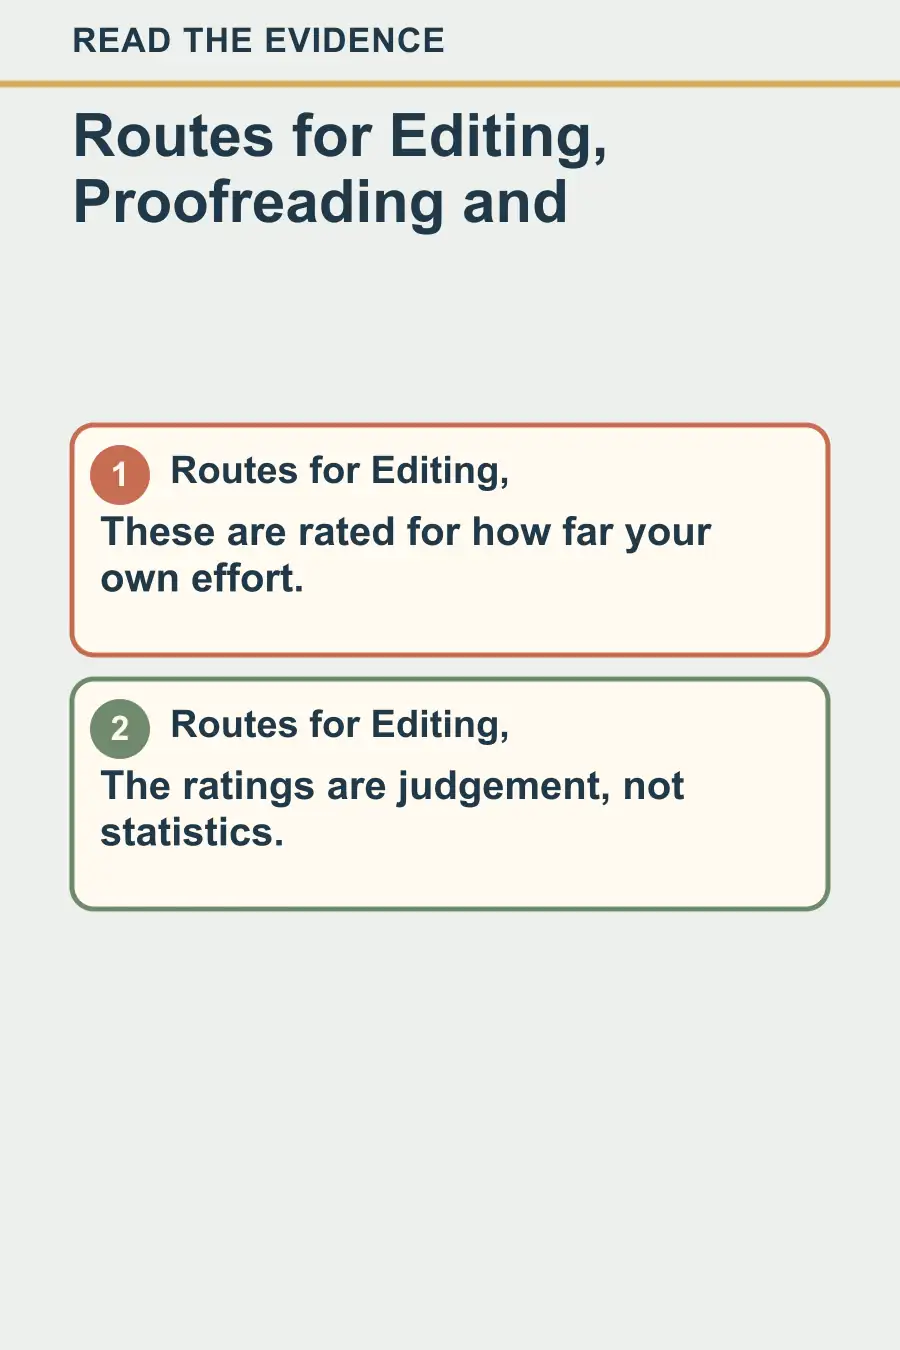 READ THE EVIDENCE
Routes for Editing,
Proofreading and
1 Routes for Editing,
These are rated for how far your
own effort.
2 Routes for Editing,
The ratings are judgement, not
statistics.